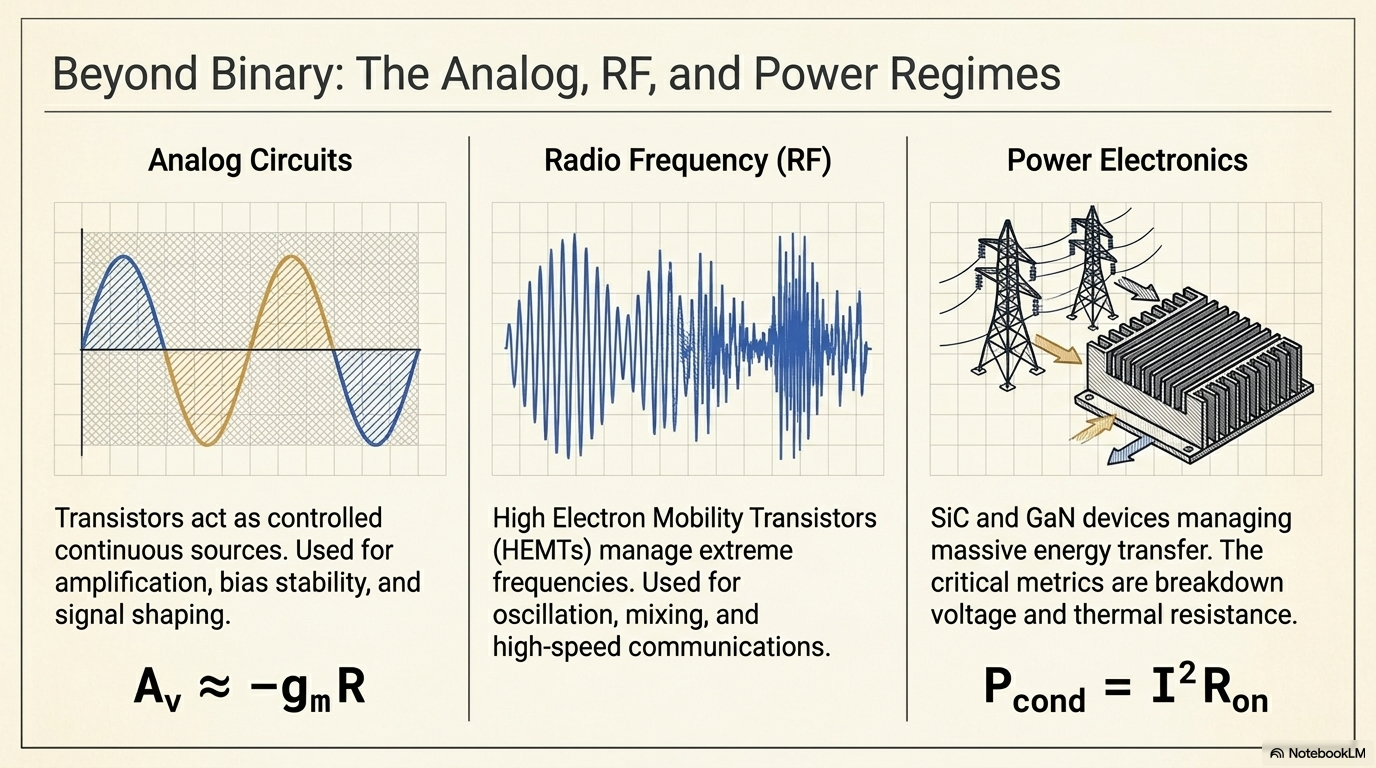 Beyond Binary: The Analog, RF, and Power Regimes
Analog Circuits
Transistors act as controlled
continuous sources. Used for
amplification, bias stability, and
signal shaping.
Aᵥ ≈ −gₘR
Radio Frequency (RF)
High Electron Mobility Transistors
(HEMTs) manage extreme
frequencies. Used for
oscillation, mixing, and
high-speed communications.
Power Electronics
SiC and GaN devices managing
massive energy transfer. The
critical metrics are breakdown
voltage and thermal resistance.
P_cond = I²R_on
NotebookLM